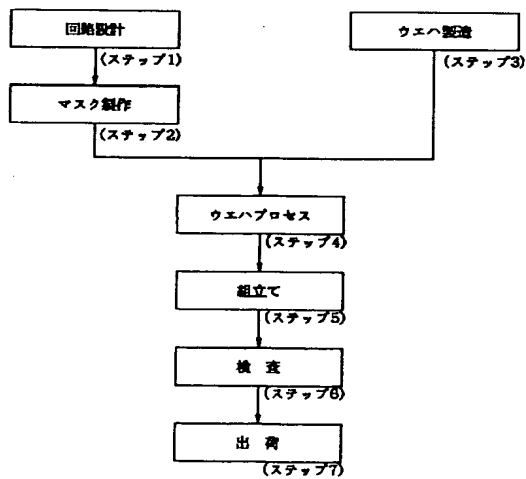 回路設計
(ステップ1)
ウエハ製造
(ステップ3)
マスク製作
(ステップ2)
ウエハプロセス
(ステップ4)
組立て
(ステップ5)
検 査
(ステップ6)
出 荷
(ステップ7)